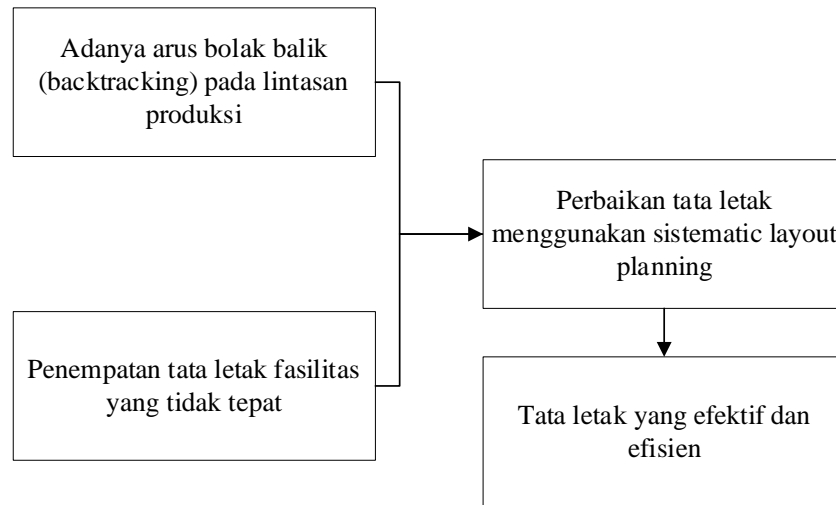 Adanya arus bolak balik
(backtracking) pada lintasan
produksi
Penempatan tata letak fasilitas
yang tidak tepat
Perbaikan tata letak
menggunakan sistematic layout
planning
Tata letak yang efektif dan
efisien